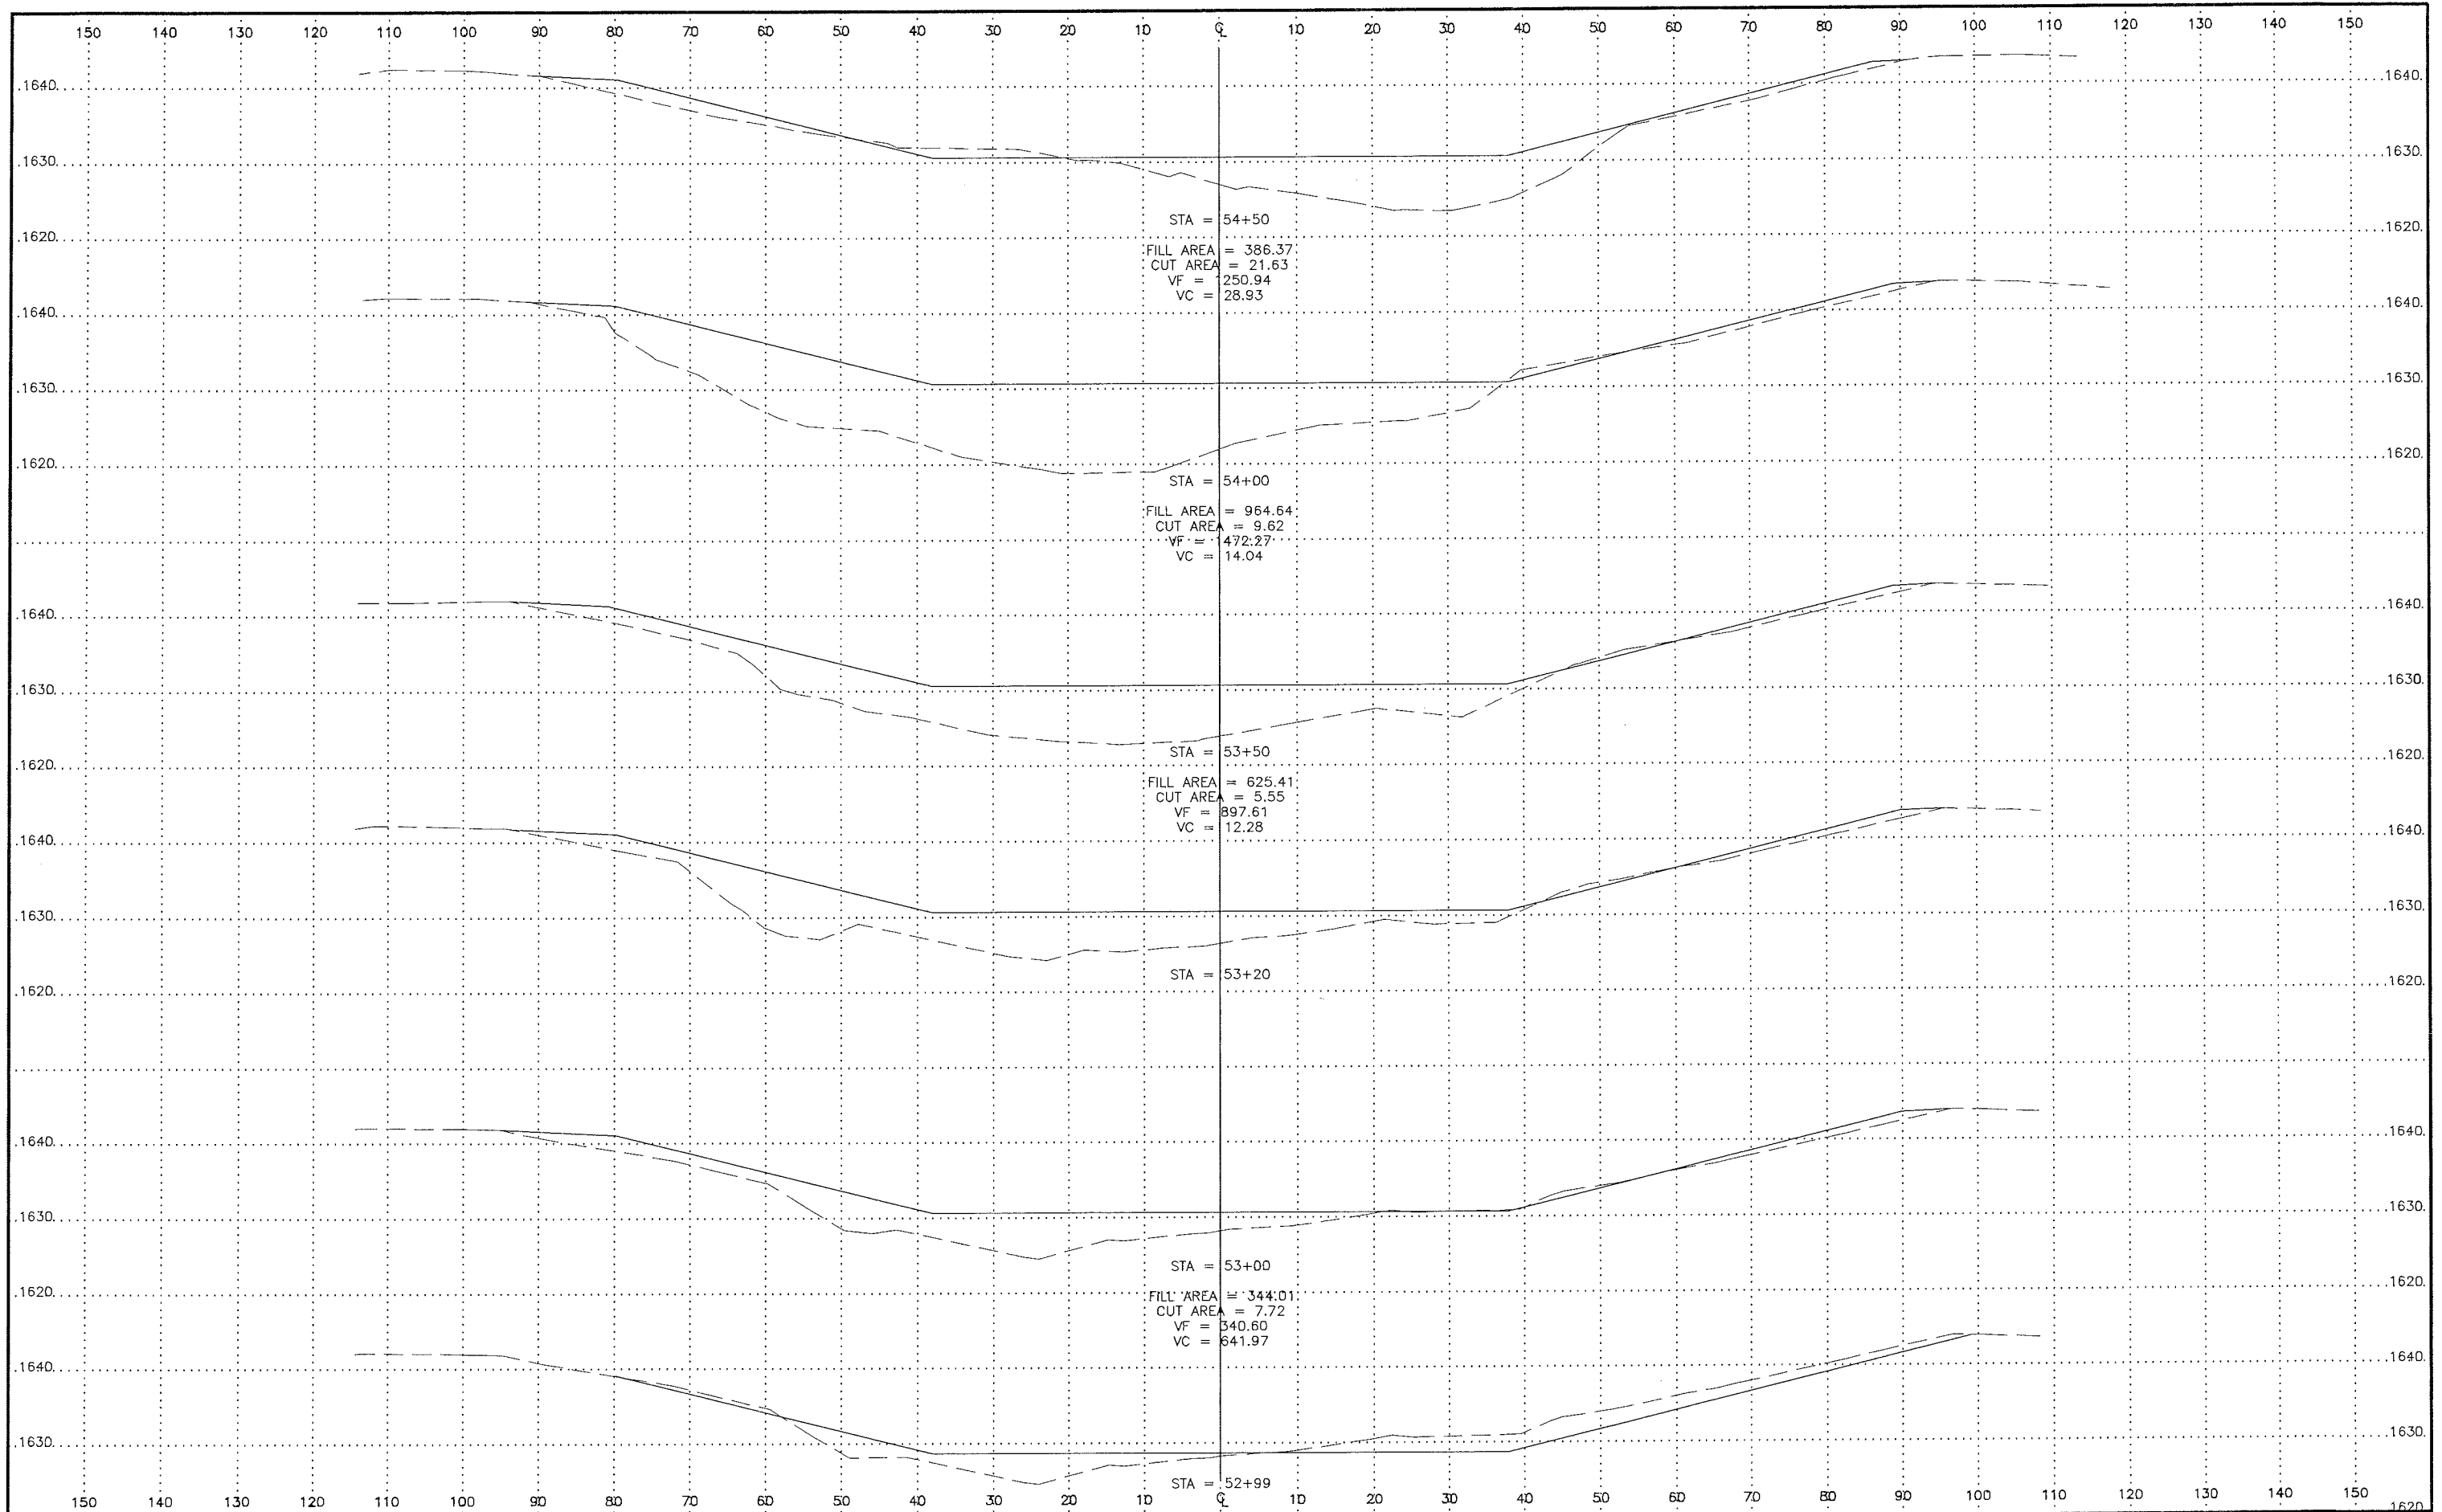 150 140 130 120 110 100 90 80 70 60 50 40 30 20 10 ℄ 10 20 30 40 50 60 70 80 90 100 110 120 130 140 150
1640. 1640.
1630. 1630.
STA = 54+50
1620. 1620.
FILL AREA = 386.37
CUT AREA = 21.63
VF = 1250.94
VC = 28.93
1640. 1640.
1630. 1630.
1620. 1620.
STA = 54+00
FILL AREA = 964.64
CUT AREA = 9.62
VF = 1472.27
VC = 14.04
1640. 1640.
1630. 1630.
STA = 53+50
1620. 1620.
FILL AREA = 625.41
CUT AREA = 5.55
VF = 897.61
VC = 12.28
1640. 1640.
1630. 1630.
STA = 53+20
1620. 1620.
1640. 1640.
1630. 1630.
STA = 53+00
1620. 1620.
FILL AREA = 344.01
CUT AREA = 7.72
VF = 340.60
VC = 641.97
1640. 1640.
1630. 1630.
STA = 52+99
150 140 130 120 110 100 90 80 70 60 50 40 30 20 10 ℄ 10 20 30 40 50 60 70 80 90 100 110 120 130 140 150 1620.